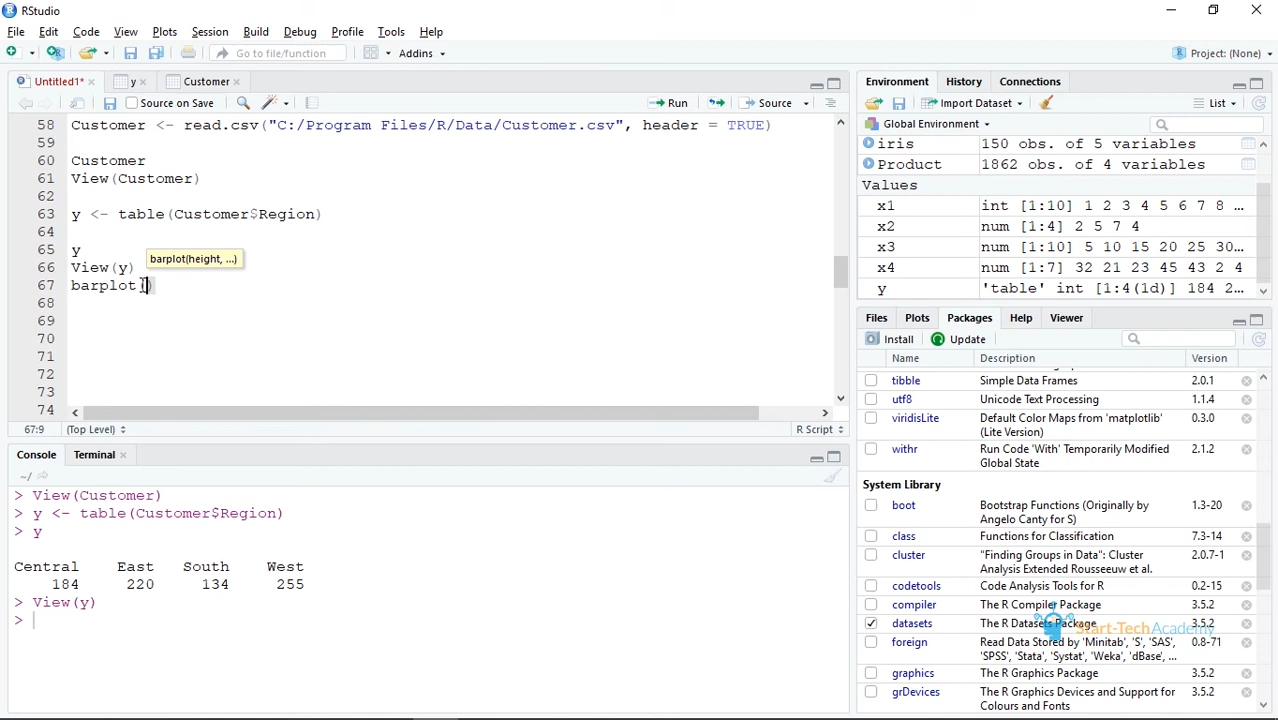 RStudio
File Edit Code View Plots Session Build Debug Profile Tools Help
Go to file/function Addins Project: (None)
Untitled1* y Customer
Source on Save Run Source
58 Customer <- read.csv("C:/Program Files/R/Data/Customer.csv", header = TRUE)
59
60 Customer
61 View(Customer)
62
63 y <- table(Customer$Region)
64
65 y
barplot(height, ...)
66 View(y)
67 barplot()
68
69
70
71
72
73
74
67:9 (Top Level) R Script
Console Terminal
~/
> View(Customer)
> y <- table(Customer$Region)
> y
Central East South West
184 220 134 255
> View(y)
>
Environment History Connections
Import Dataset List
Global Environment
iris 150 obs. of 5 variables
Product 1862 obs. of 4 variables
Values
x1 int [1:10] 1 2 3 4 5 6 7 8 ...
x2 num [1:4] 2 5 7 4
x3 num [1:10] 5 10 15 20 25 30...
x4 num [1:7] 32 21 23 45 43 2 4
y 'table' int [1:4(1d)] 184 2...
Files Plots Packages Help Viewer
Install Update
Name Description Version
tibble Simple Data Frames 2.0.1
utf8 Unicode Text Processing 1.1.4
viridisLite Default Color Maps from 'matplotlib' 0.3.0
(Lite Version)
withr Run Code 'With' Temporarily Modified 2.1.2
Global State
System Library
boot Bootstrap Functions (Originally by 1.3-20
Angelo Canty for S)
class Functions for Classification 7.3-14
cluster "Finding Groups in Data": Cluster 2.0.7-1
Analysis Extended Rousseeuw et al.
codetools Code Analysis Tools for R 0.2-15
compiler The R Compiler Package 3.5.2
datasets The R Datasets Package 3.5.2
Start-Tech Academy
foreign Read Data Stored by 'Minitab', 'S', 'SAS', 0.8-71
'SPSS', 'Stata', 'Systat', 'Weka', 'dBase', ...
graphics The R Graphics Package 3.5.2
grDevices The R Graphics Devices and Support for 3.5.2
Colours and Fonts